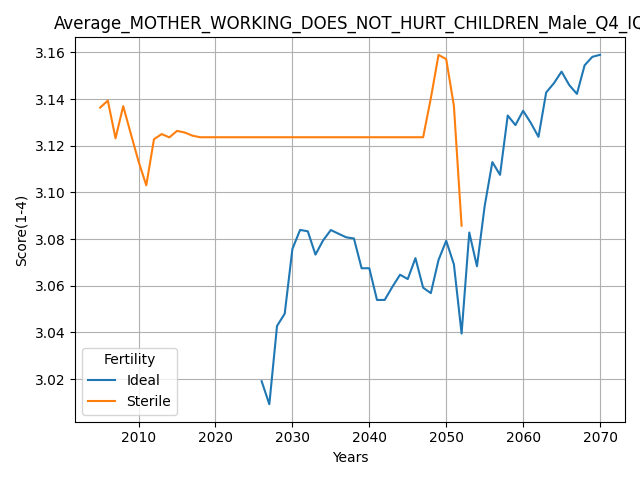 Average_MOTHER_WORKING_DOES_NOT_HURT_CHILDREN_Male_Q4_IQ
3.16
3.14
3.12
3.10
3.08
3.06
3.04
3.02
Score(1-4)
Fertility
Ideal
Sterile
2010 2020 2030 2040 2050 2060 2070
Years